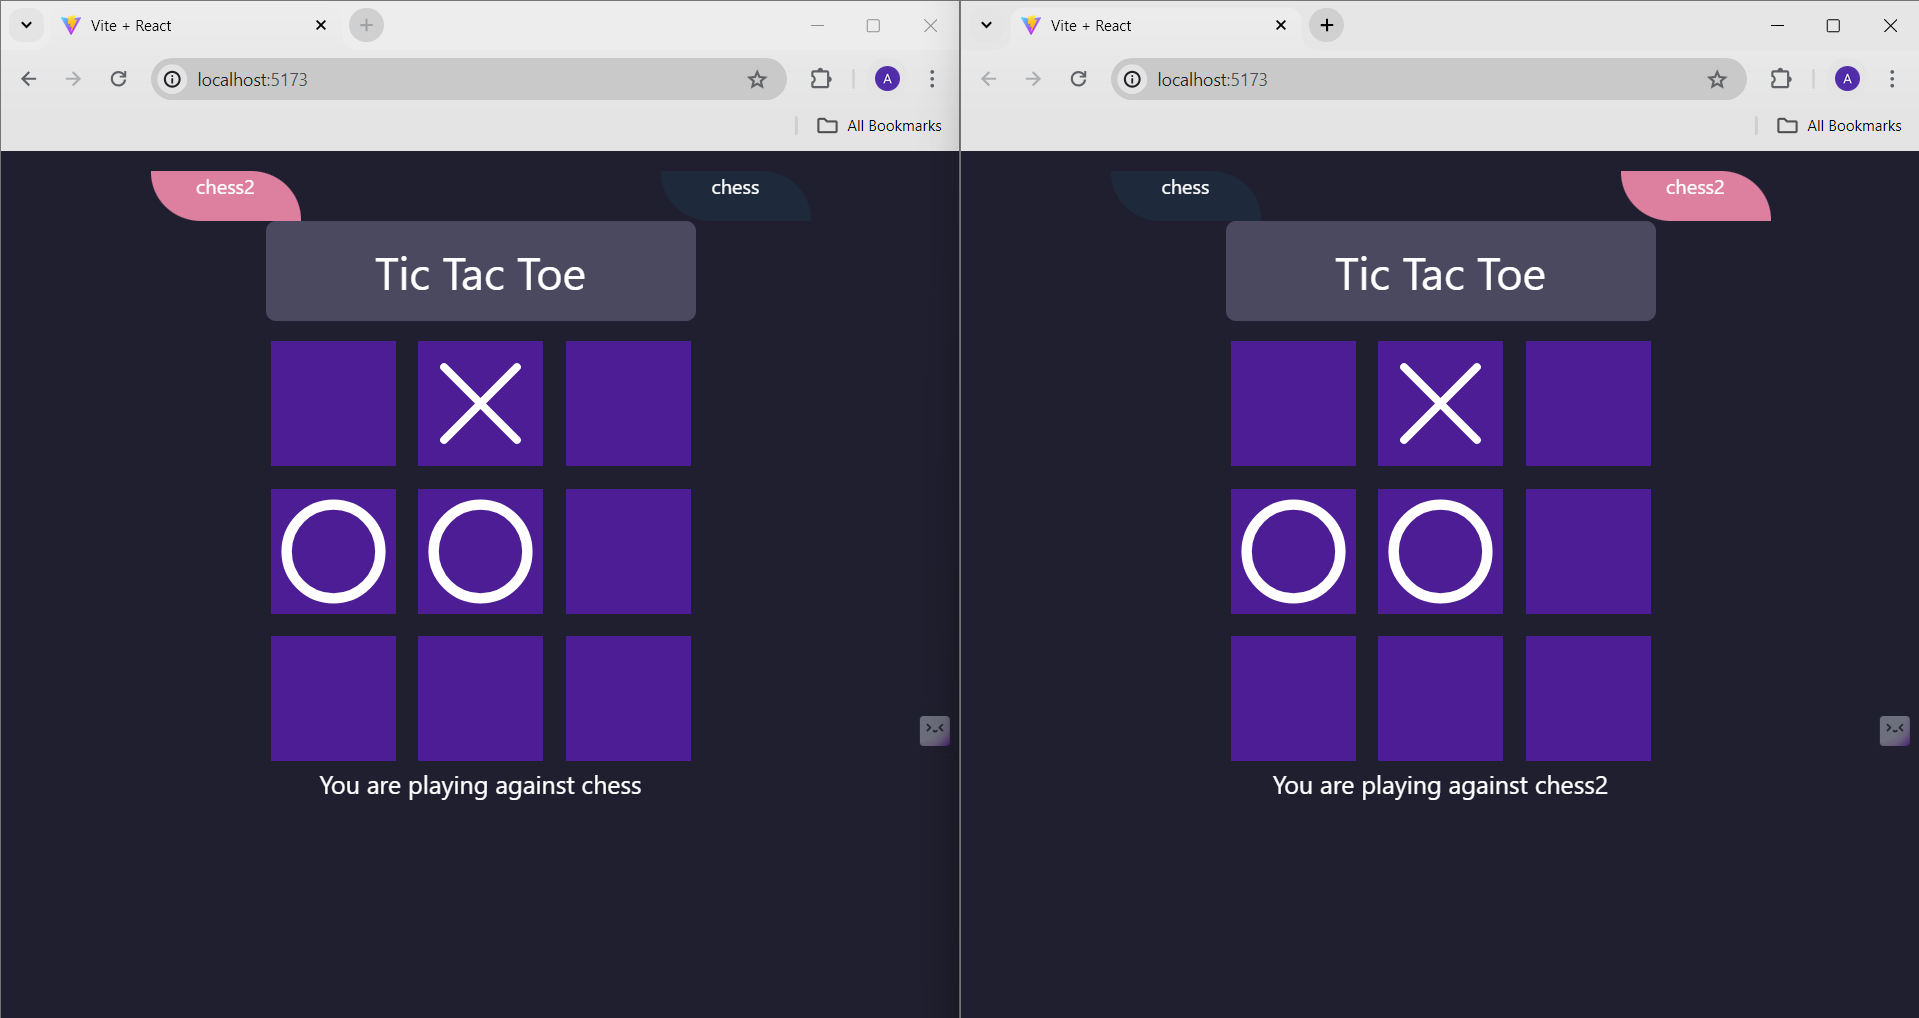 Vite + React
localhost:5173
A
All Bookmarks
chess2
chess
Tic Tac Toe
You are playing against chess
Vite + React
localhost:5173
A
All Bookmarks
chess
chess2
Tic Tac Toe
You are playing against chess2